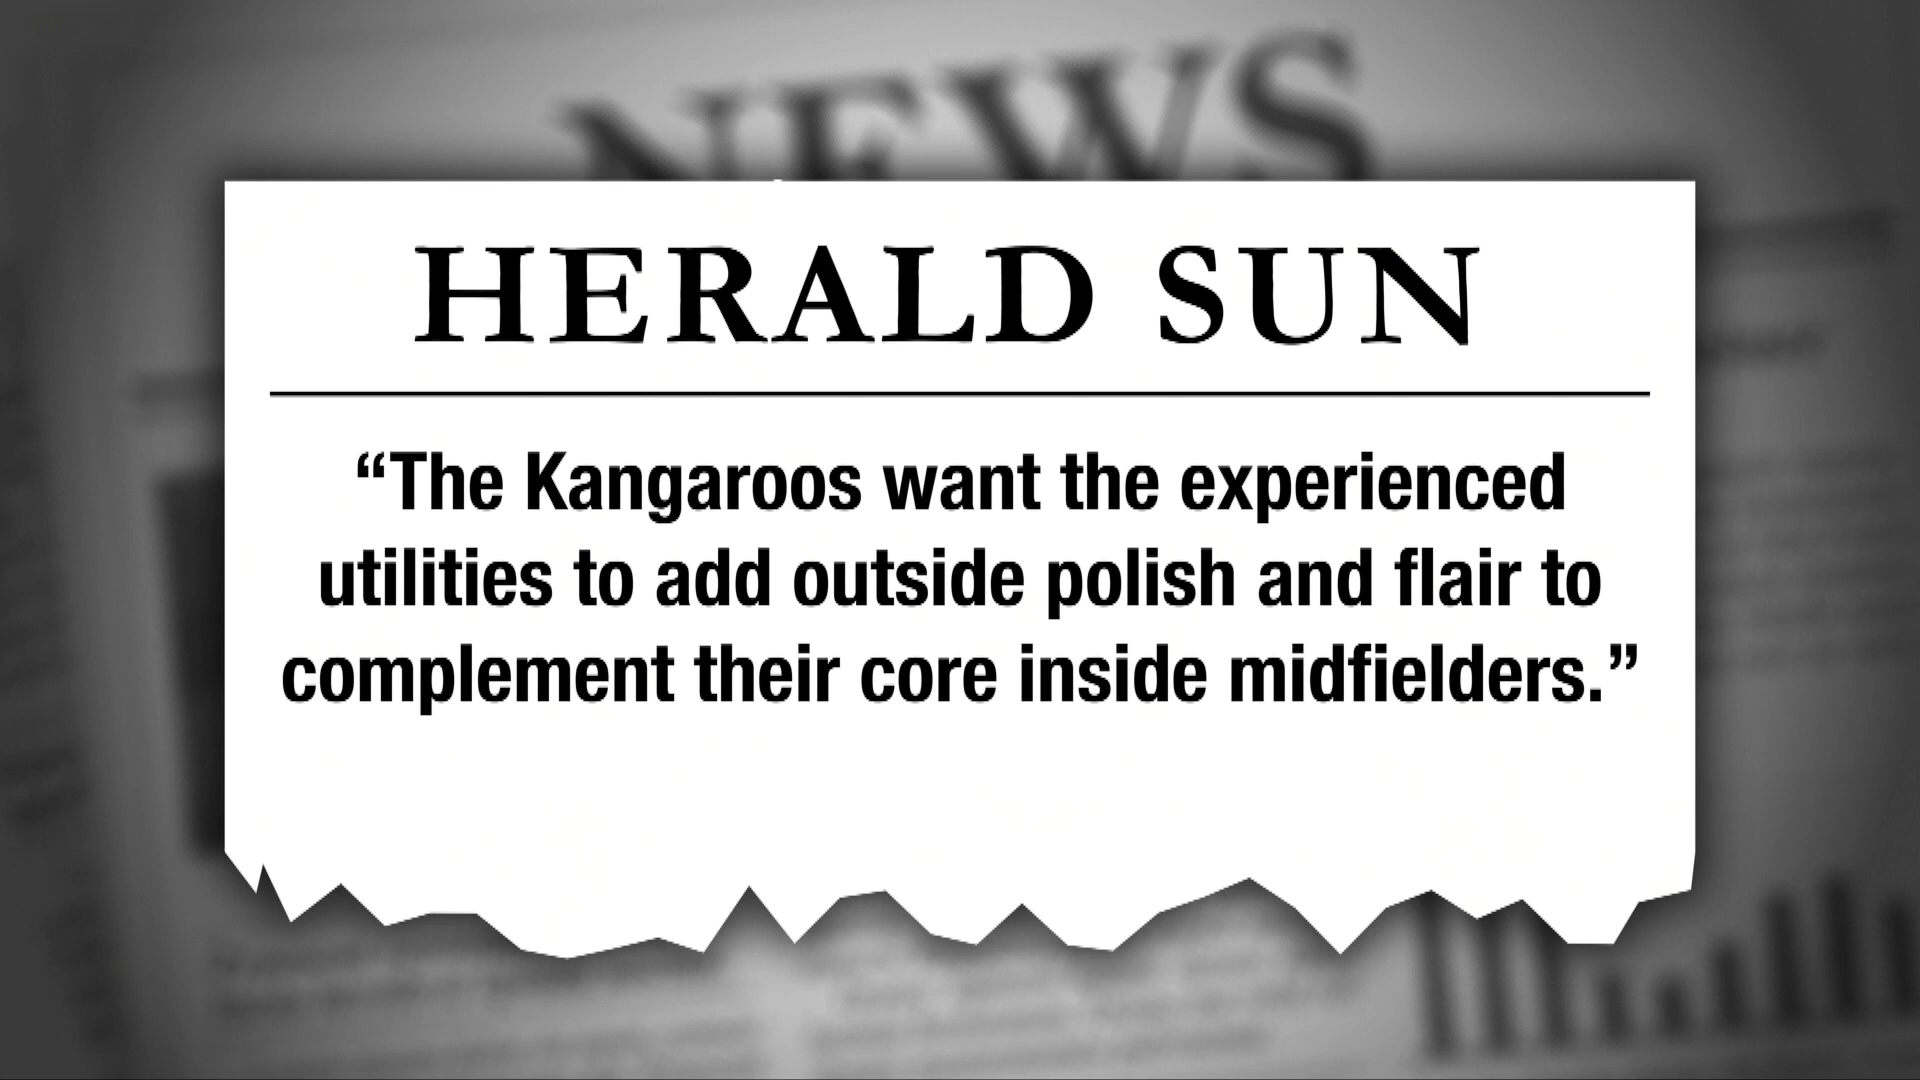 NEWS
HERALD SUN
“The Kangaroos want the experienced
utilities to add outside polish and flair to
complement their core inside midfielders.”